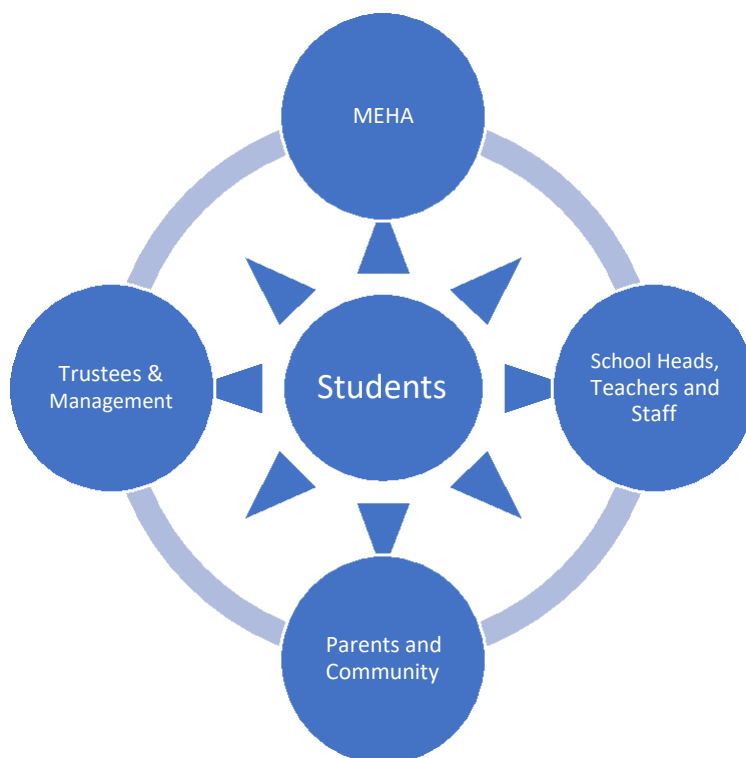 MEHA
Trustees &
Management
Students
School Heads,
Teachers and
Staff
Parents and
Community